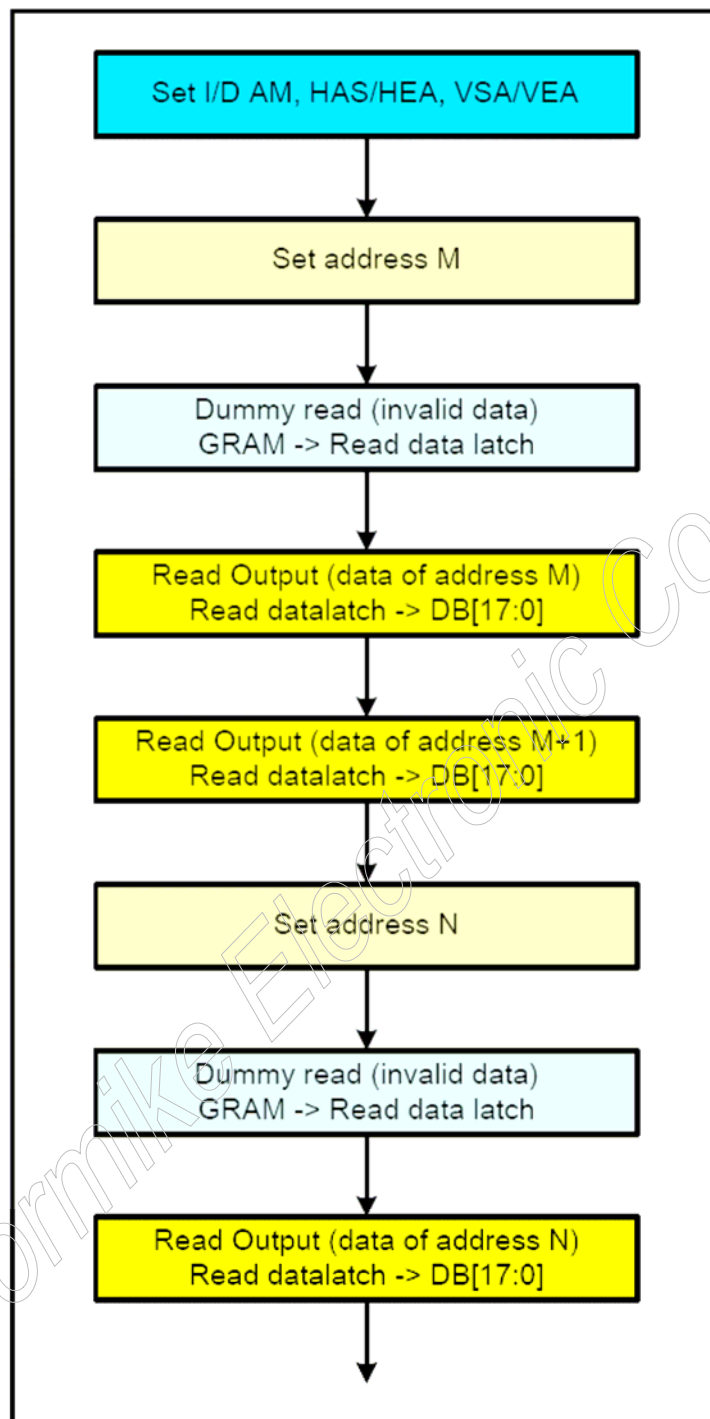 Set I/D AM, HAS/HEA, VSA/VEA
Set address M
Dummy read (invalid data)
GRAM -> Read data latch
Read Output (data of address M)
Read datalatch -> DB[17:0]
Read Output (data of address M+1)
Read datalatch -> DB[17:0]
Set address N
Dummy read (invalid data)
GRAM -> Read data latch
Read Output (data of address N)
Read datalatch -> DB[17:0]
Electronic